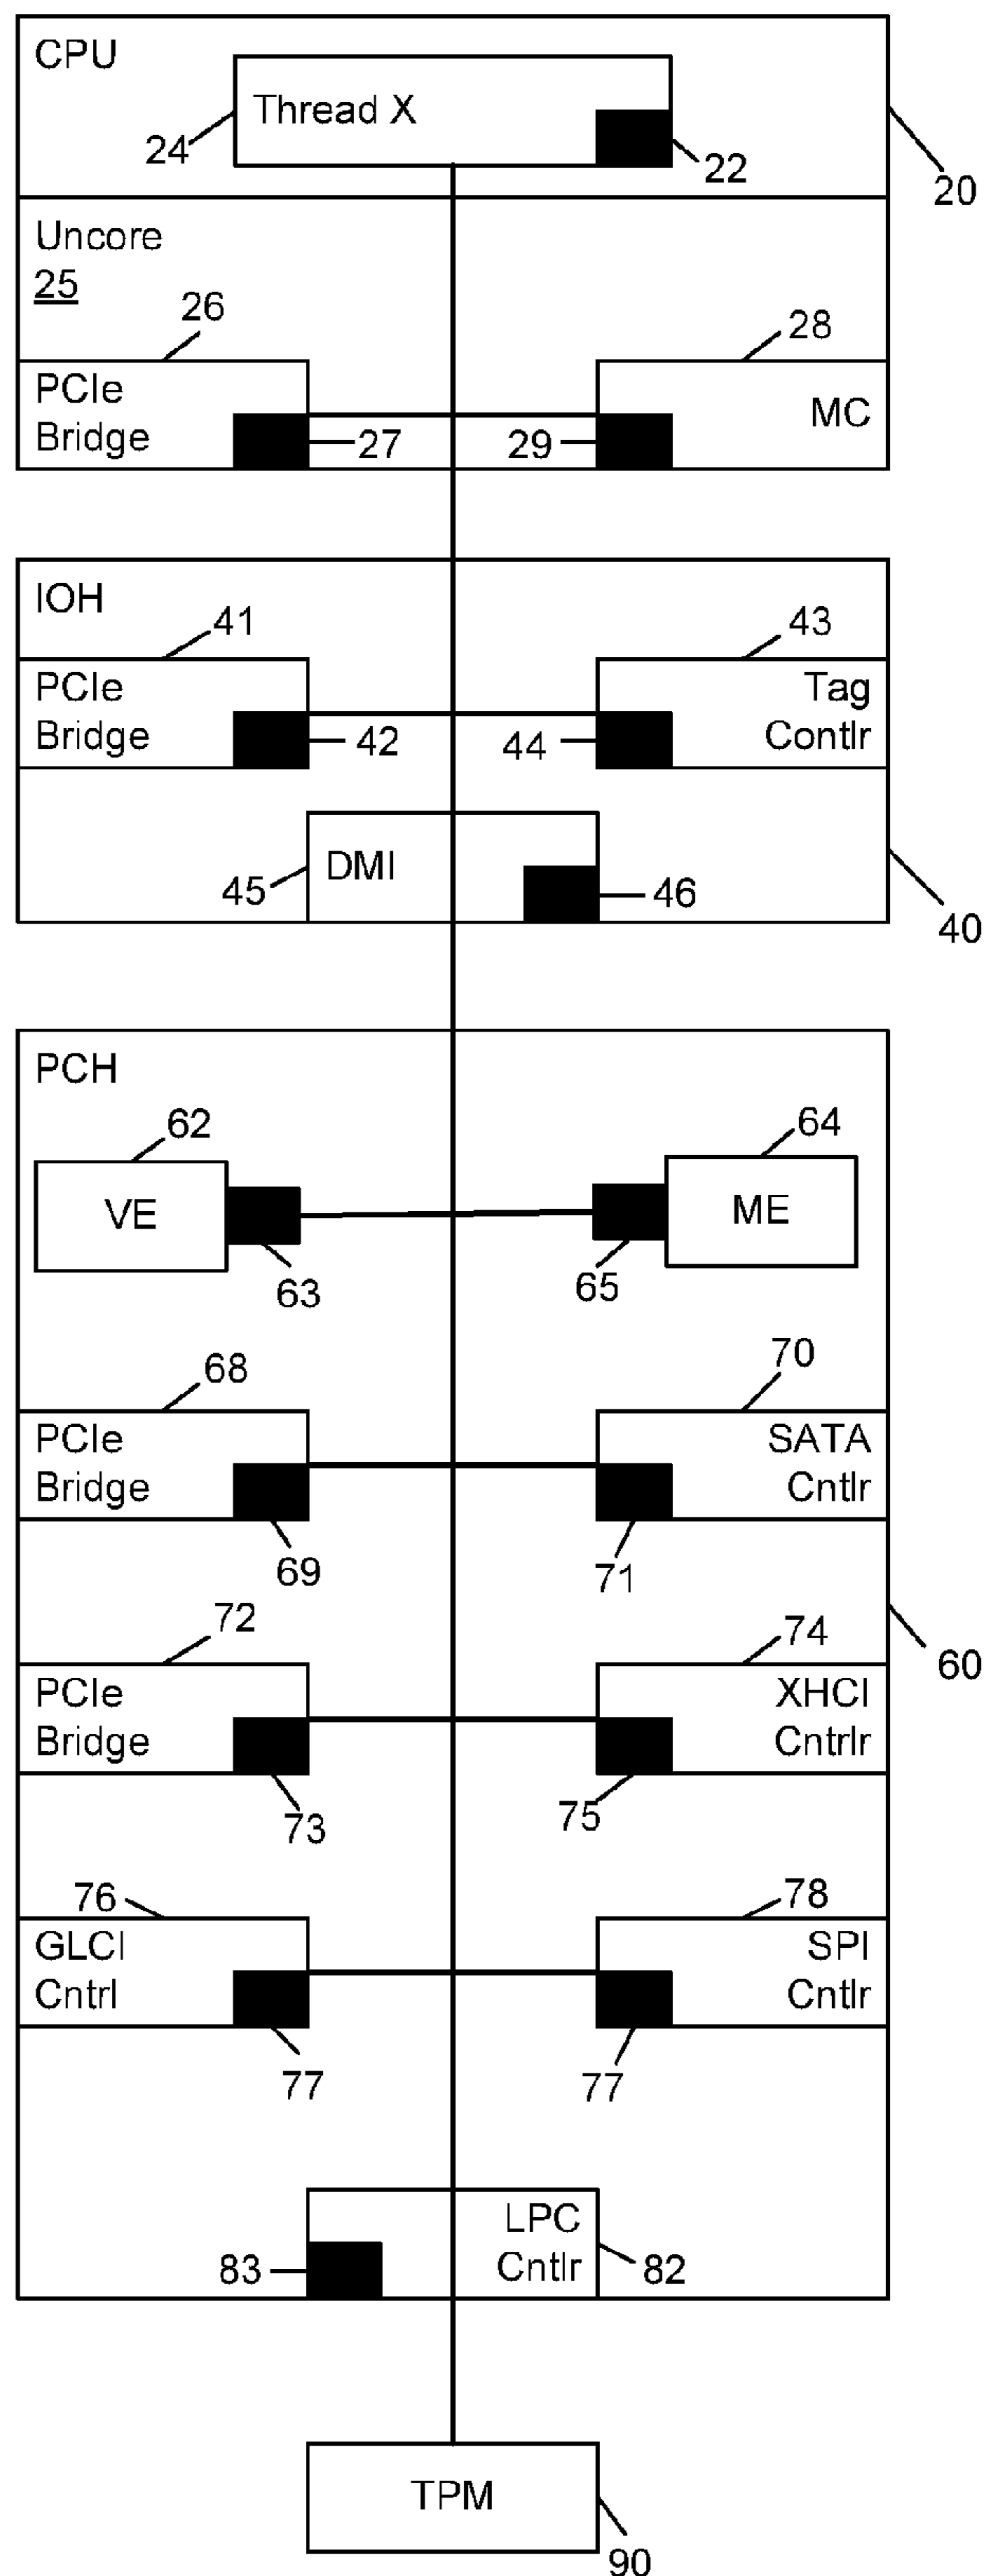 CPU
Thread X
24
22
20
Uncore
25
26
28
PCIe
Bridge
MC
27
29
IOH
41
43
PCIe
Bridge
Tag
Contlr
42
44
DMI
45
46
40
PCH
62
64
VE
ME
63
65
68
70
PCIe
Bridge
SATA
Cntlr
69
71
72
74
60
PCIe
Bridge
XHCI
Cntrlr
73
75
76
78
GLCI
Cntrl
SPI
Cntlr
77
77
LPC
Cntlr
83
82
TPM
90